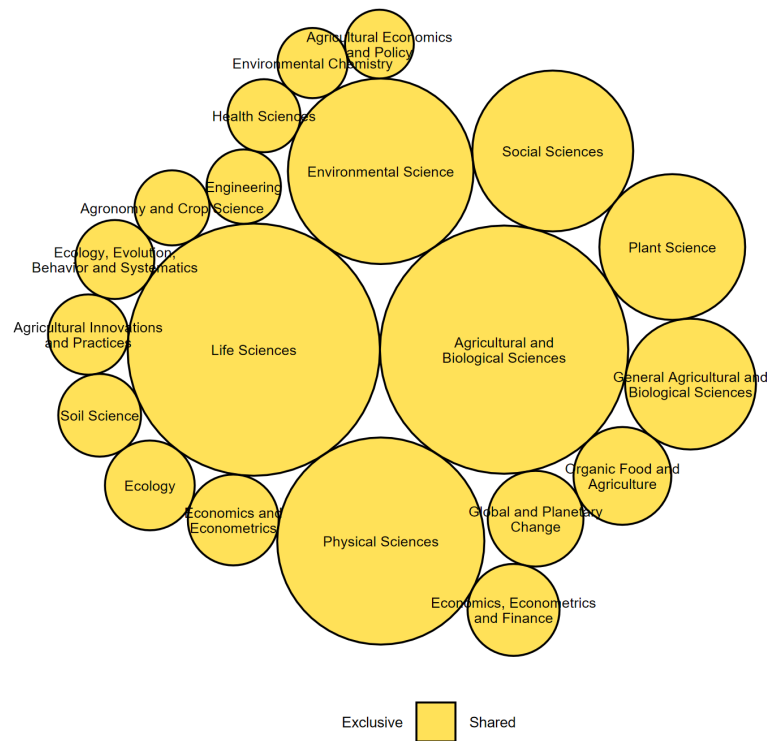 Agricultural Economics
and Policy
Environmental Chemistry
Health Sciences
Environmental Science
Social Sciences
Engineering
Agronomy and Crop Science
Plant Science
Ecology, Evolution,
Behavior and Systematics
Agricultural Innovations
and Practices
Life Sciences
Agricultural and
Biological Sciences
General Agricultural and
Biological Sciences
Soil Science
Organic Food and
Agriculture
Ecology
Economics and
Econometrics
Physical Sciences
Global and Planetary
Change
Economics, Econometrics
and Finance
Exclusive
Shared